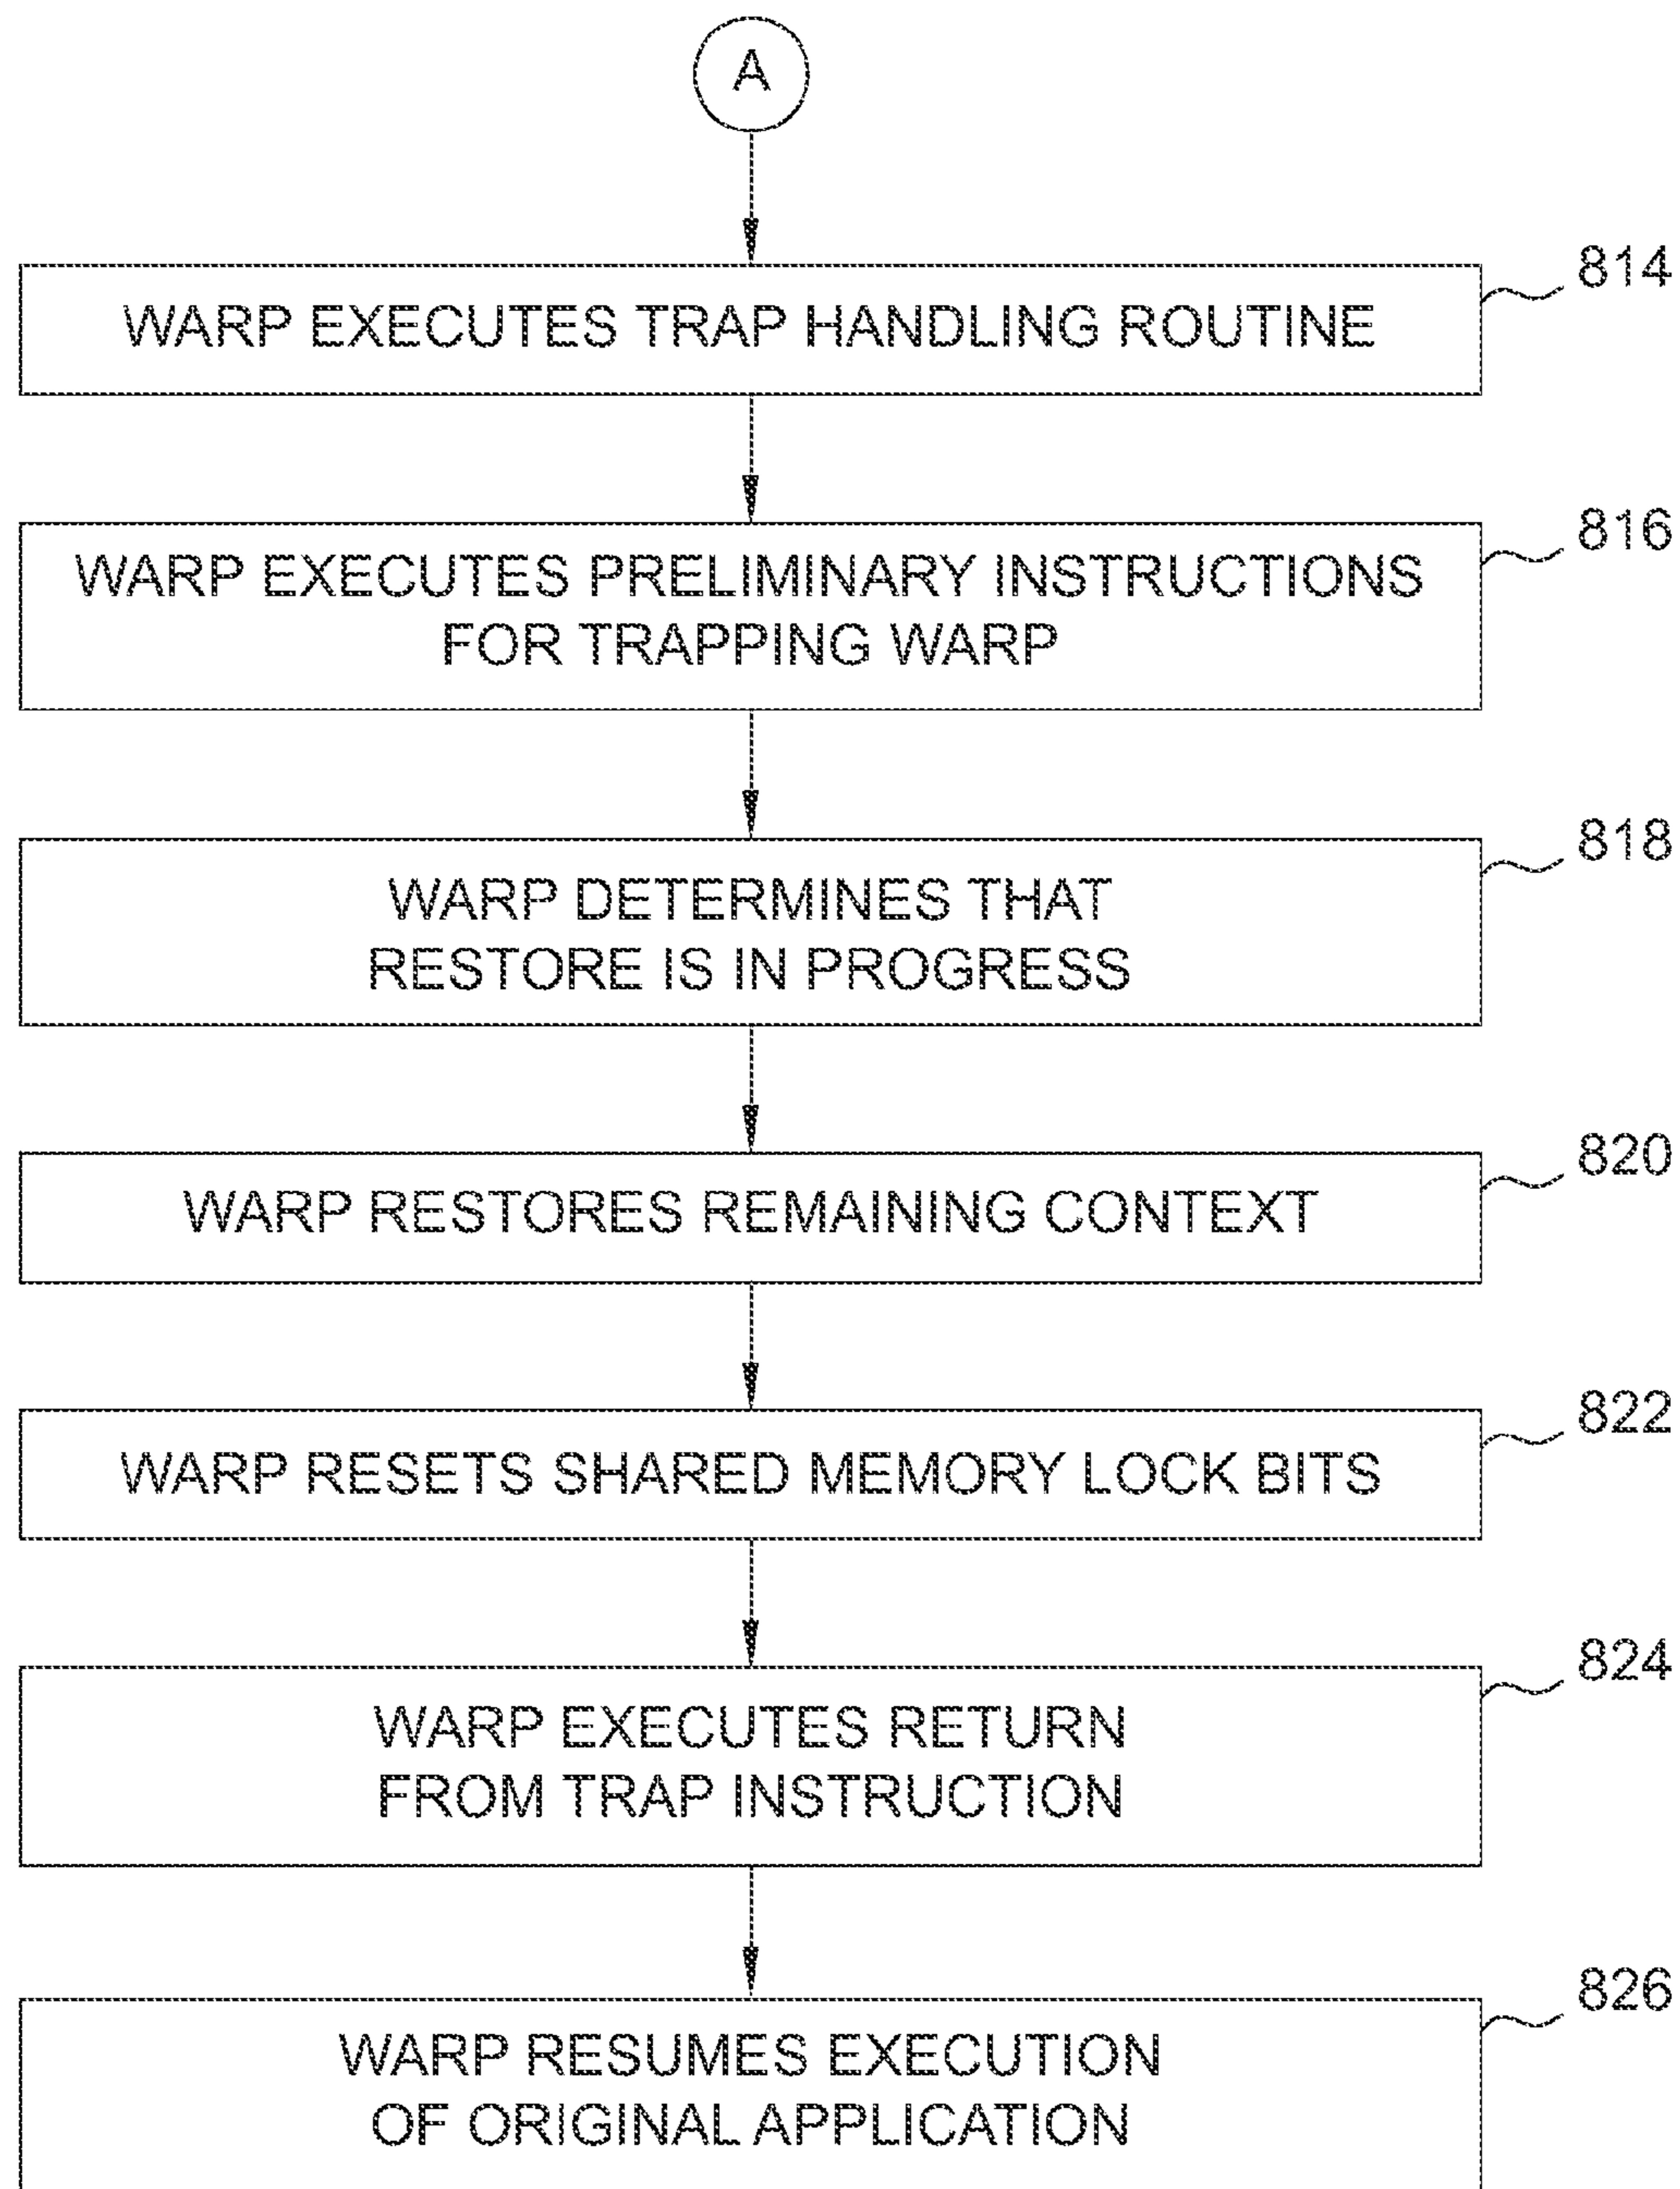 A
814
WARP EXECUTES TRAP HANDLING ROUTINE
816
WARP EXECUTES PRELIMINARY INSTRUCTIONS
FOR TRAPPING WARP
818
WARP DETERMINES THAT
RESTORE IS IN PROGRESS
820
WARP RESTORES REMAINING CONTEXT
822
WARP RESETS SHARED MEMORY LOCK BITS
824
WARP EXECUTES RETURN
FROM TRAP INSTRUCTION
826
WARP RESUMES EXECUTION
OF ORIGINAL APPLICATION